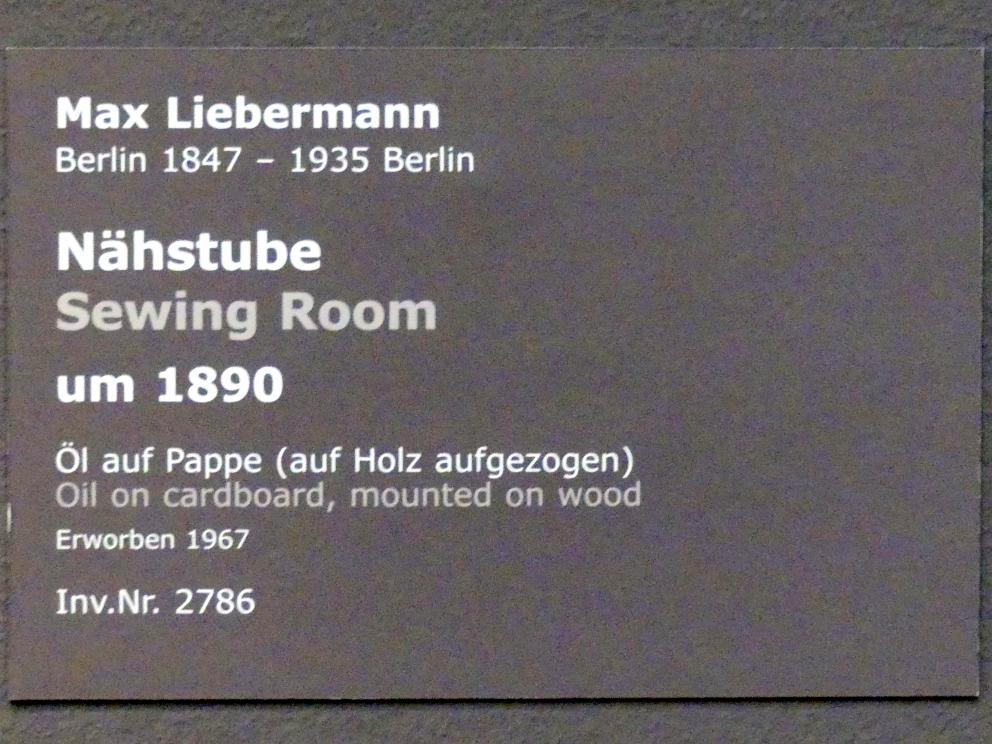 Max Liebermann
Berlin 1847 – 1935 Berlin
Nähstube
Sewing Room
um 1890
Öl auf Pappe (auf Holz aufgezogen)
Oil on cardboard, mounted on wood
Erworben 1967
Inv.Nr. 2786